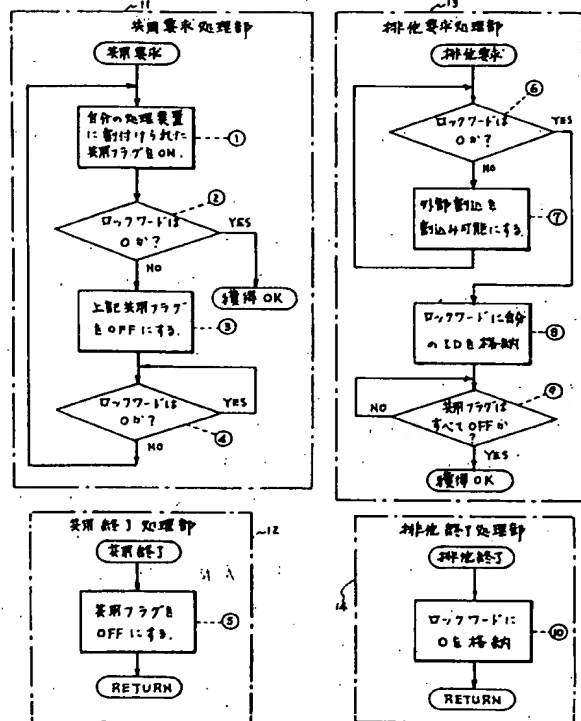 11
共用要求処理部
共用要求
自分の処理装置
に割付けられた
共用フラグをON.
①
ロックワードは
0か?
②
YES
NO
獲得OK
上記共用フラグ
をOFFにする.
③
ロックワードは
0か?
④
YES
NO
13
排他要求処理部
排他要求
ロックワードは
0か?
⑥
YES
NO
外部割込を
割込み可能にする.
⑦
ロックワードに自分
のIDを格納
⑧
共用フラグは
すべてOFFか
?
⑨
NO
YES
獲得OK
共用終了処理部
12
共用終了
共用フラグを
OFFにする.
⑤
RETURN
排他終了処理部
14
排他終了
ロックワードに
0を格納
⑩
RETURN